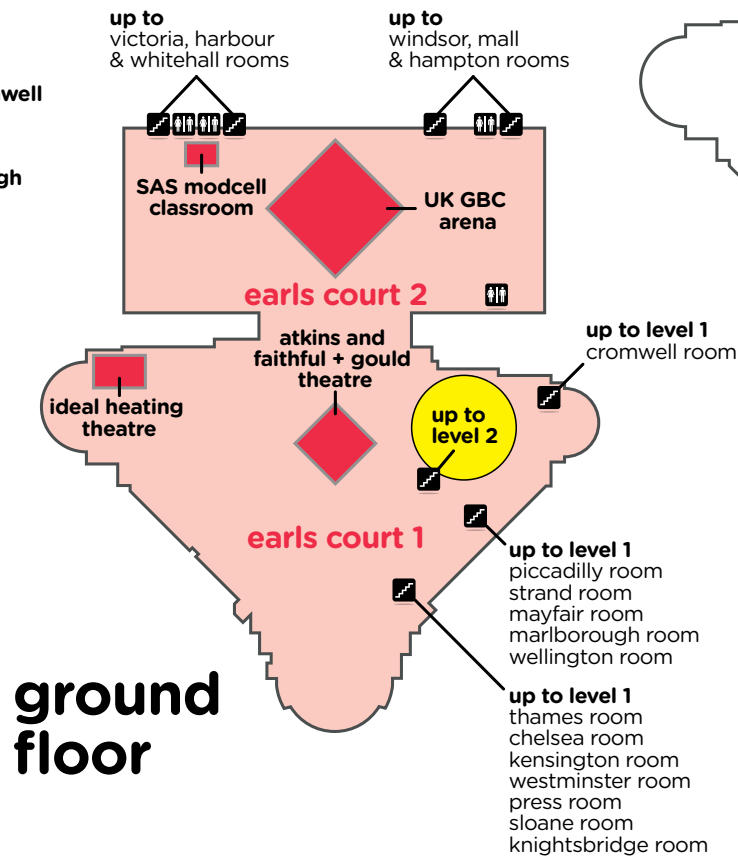 up to
victoria, harbour
& whitehall rooms
up to
windsor, mall
& hampton rooms
well
gh
SAS modcell
classroom
UK GBC
arena
earls court 2
atkins and
faithful + gould
theatre
up to level 1
cromwell room
ideal heating
theatre
up to
level 2
earls court 1
up to level 1
piccadilly room
strand room
mayfair room
marlborough room
wellington room
ground
floor
up to level 1
thames room
chelsea room
kensington room
westminster room
press room
sloane room
knightsbridge room